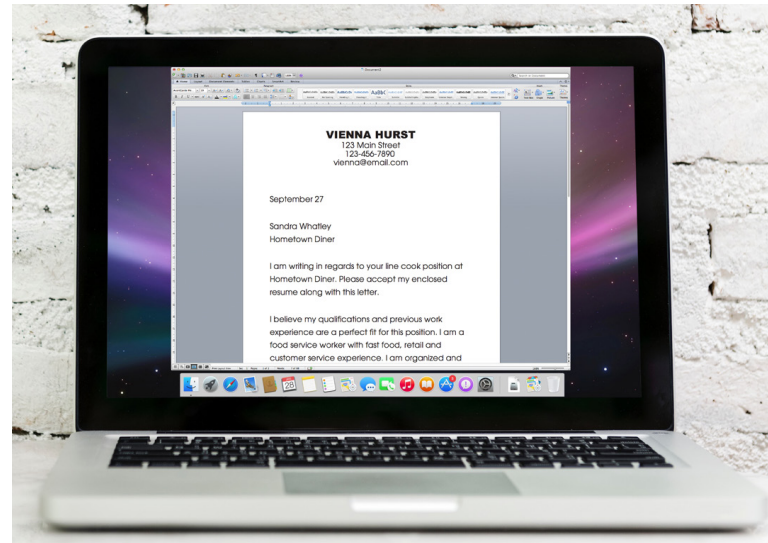 VIENNA HURST
123 Main Street
123-456-7890
vienna@email.com
September 27
Sandra Whatley
Hometown Diner
I am writing in regards to your line cook position at
Hometown Diner. Please accept my enclosed
resume along with this letter.
I believe my qualifications and previous work
experience are a perfect fit for this position. I am a
food service worker with fast food, retail and
customer service experience. I am organized and
28